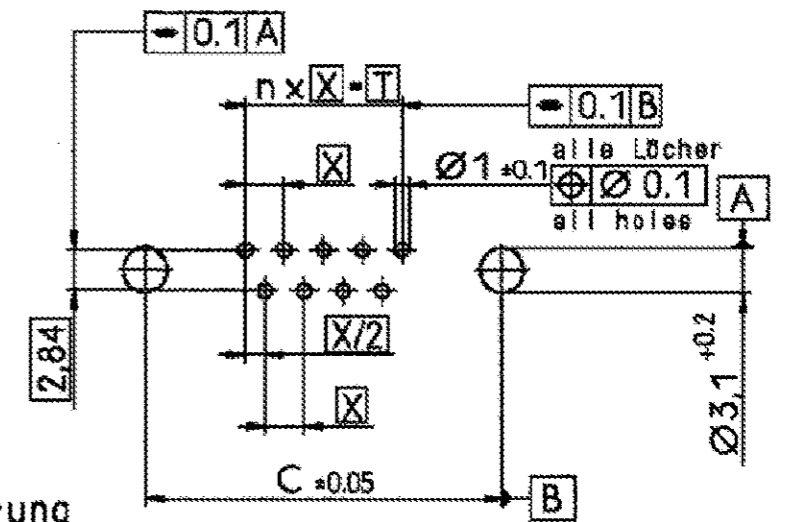 0.1 A
n x X = T
0.1 B
alle Löcher
X
Ø1 ±0.1
Ø 0.1
A
all holes
X/2
2,84
+0.2
Ø3,1
X
C ±0.05
B